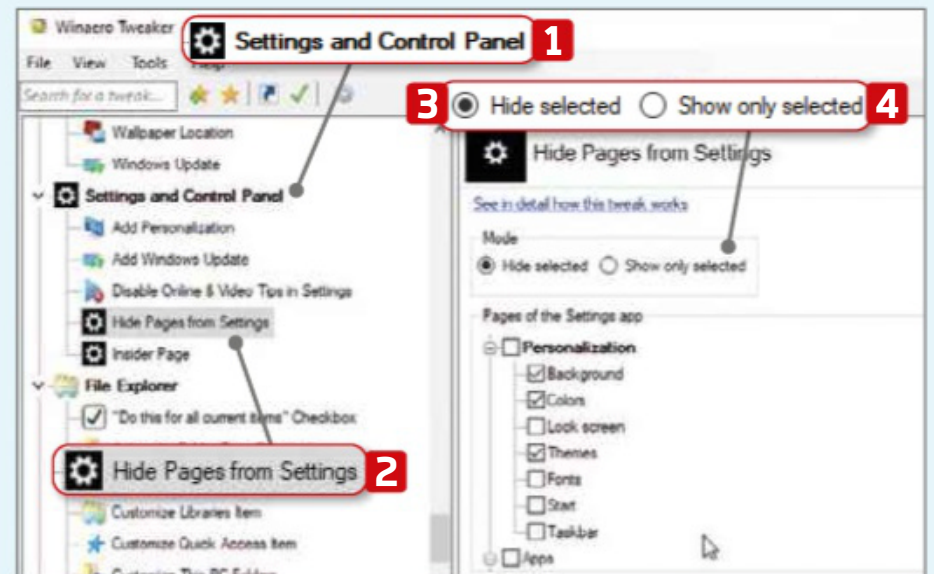 Winaero Tweaker
Settings and Control Panel 1
File View Tools Help
Search for a tweak...
3 Hide selected Show only selected 4
Wallpaper Location
Windows Update
Settings and Control Panel
Add Personalization
Add Windows Update
Disable Online & Video Tips in Settings
Hide Pages from Settings
Insider Page
File Explorer
"Do this for all current items" Checkbox
Hide Pages from Settings 2
Customize Libraries Item
Customize Quick Access Item
Customize This PC Folders
Hide Pages from Settings
See in detail how this tweak works
Mode
Hide selected Show only selected
Pages of the Settings app
Personalization
Background
Colors
Lock screen
Themes
Fonts
Start
Taskbar
Apps